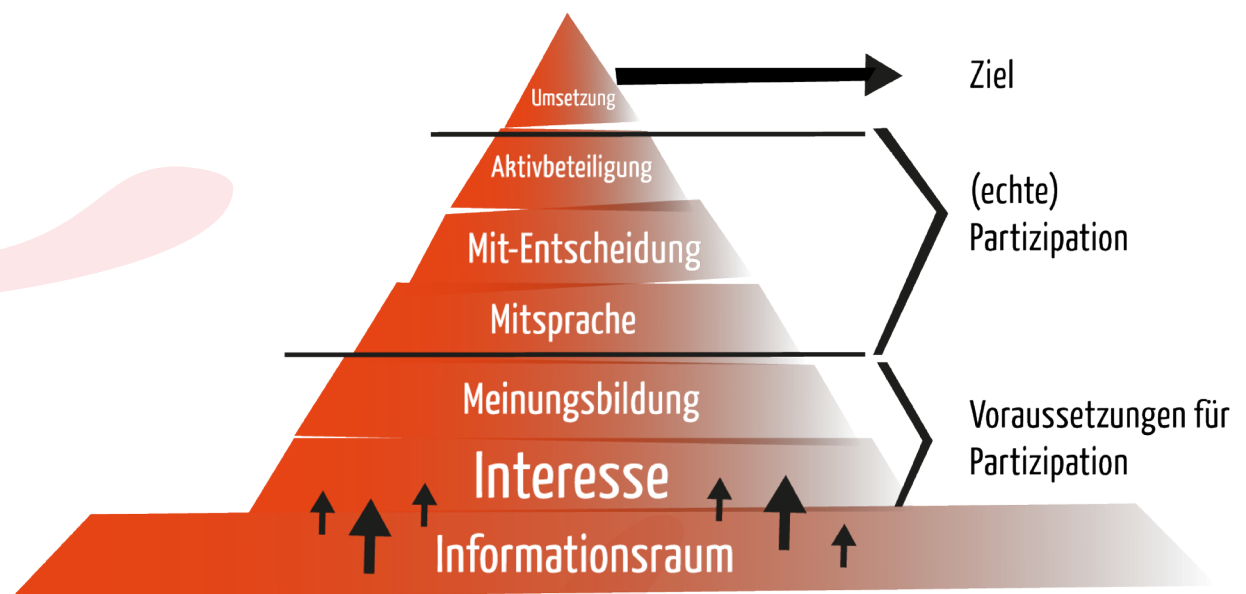 Umsetzung
Ziel
Aktivbeteiligung
(echte)
Partizipation
Mit-Entscheidung
Mitsprache
Meinungsbildung
Voraussetzungen für
Partizipation
Interesse
Informationsraum